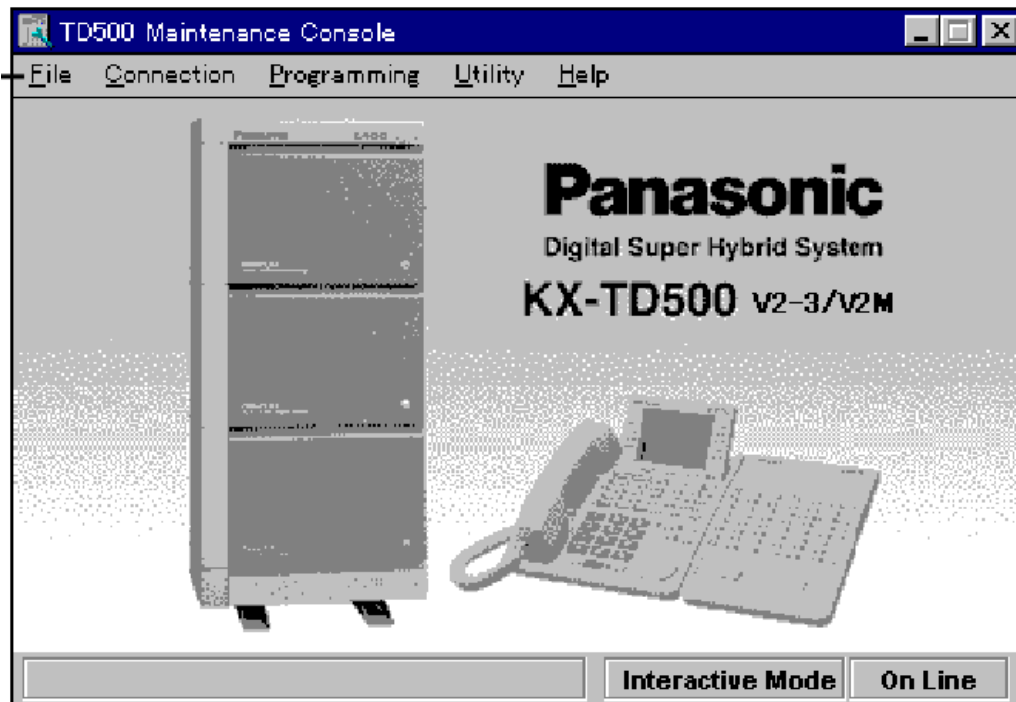 TD500 Maintenance Console
File Connection Programming Utility Help
Panasonic
Panasonic
Digital Super Hybrid System
KX-TD500 V2-3/V2M
Interactive Mode On Line